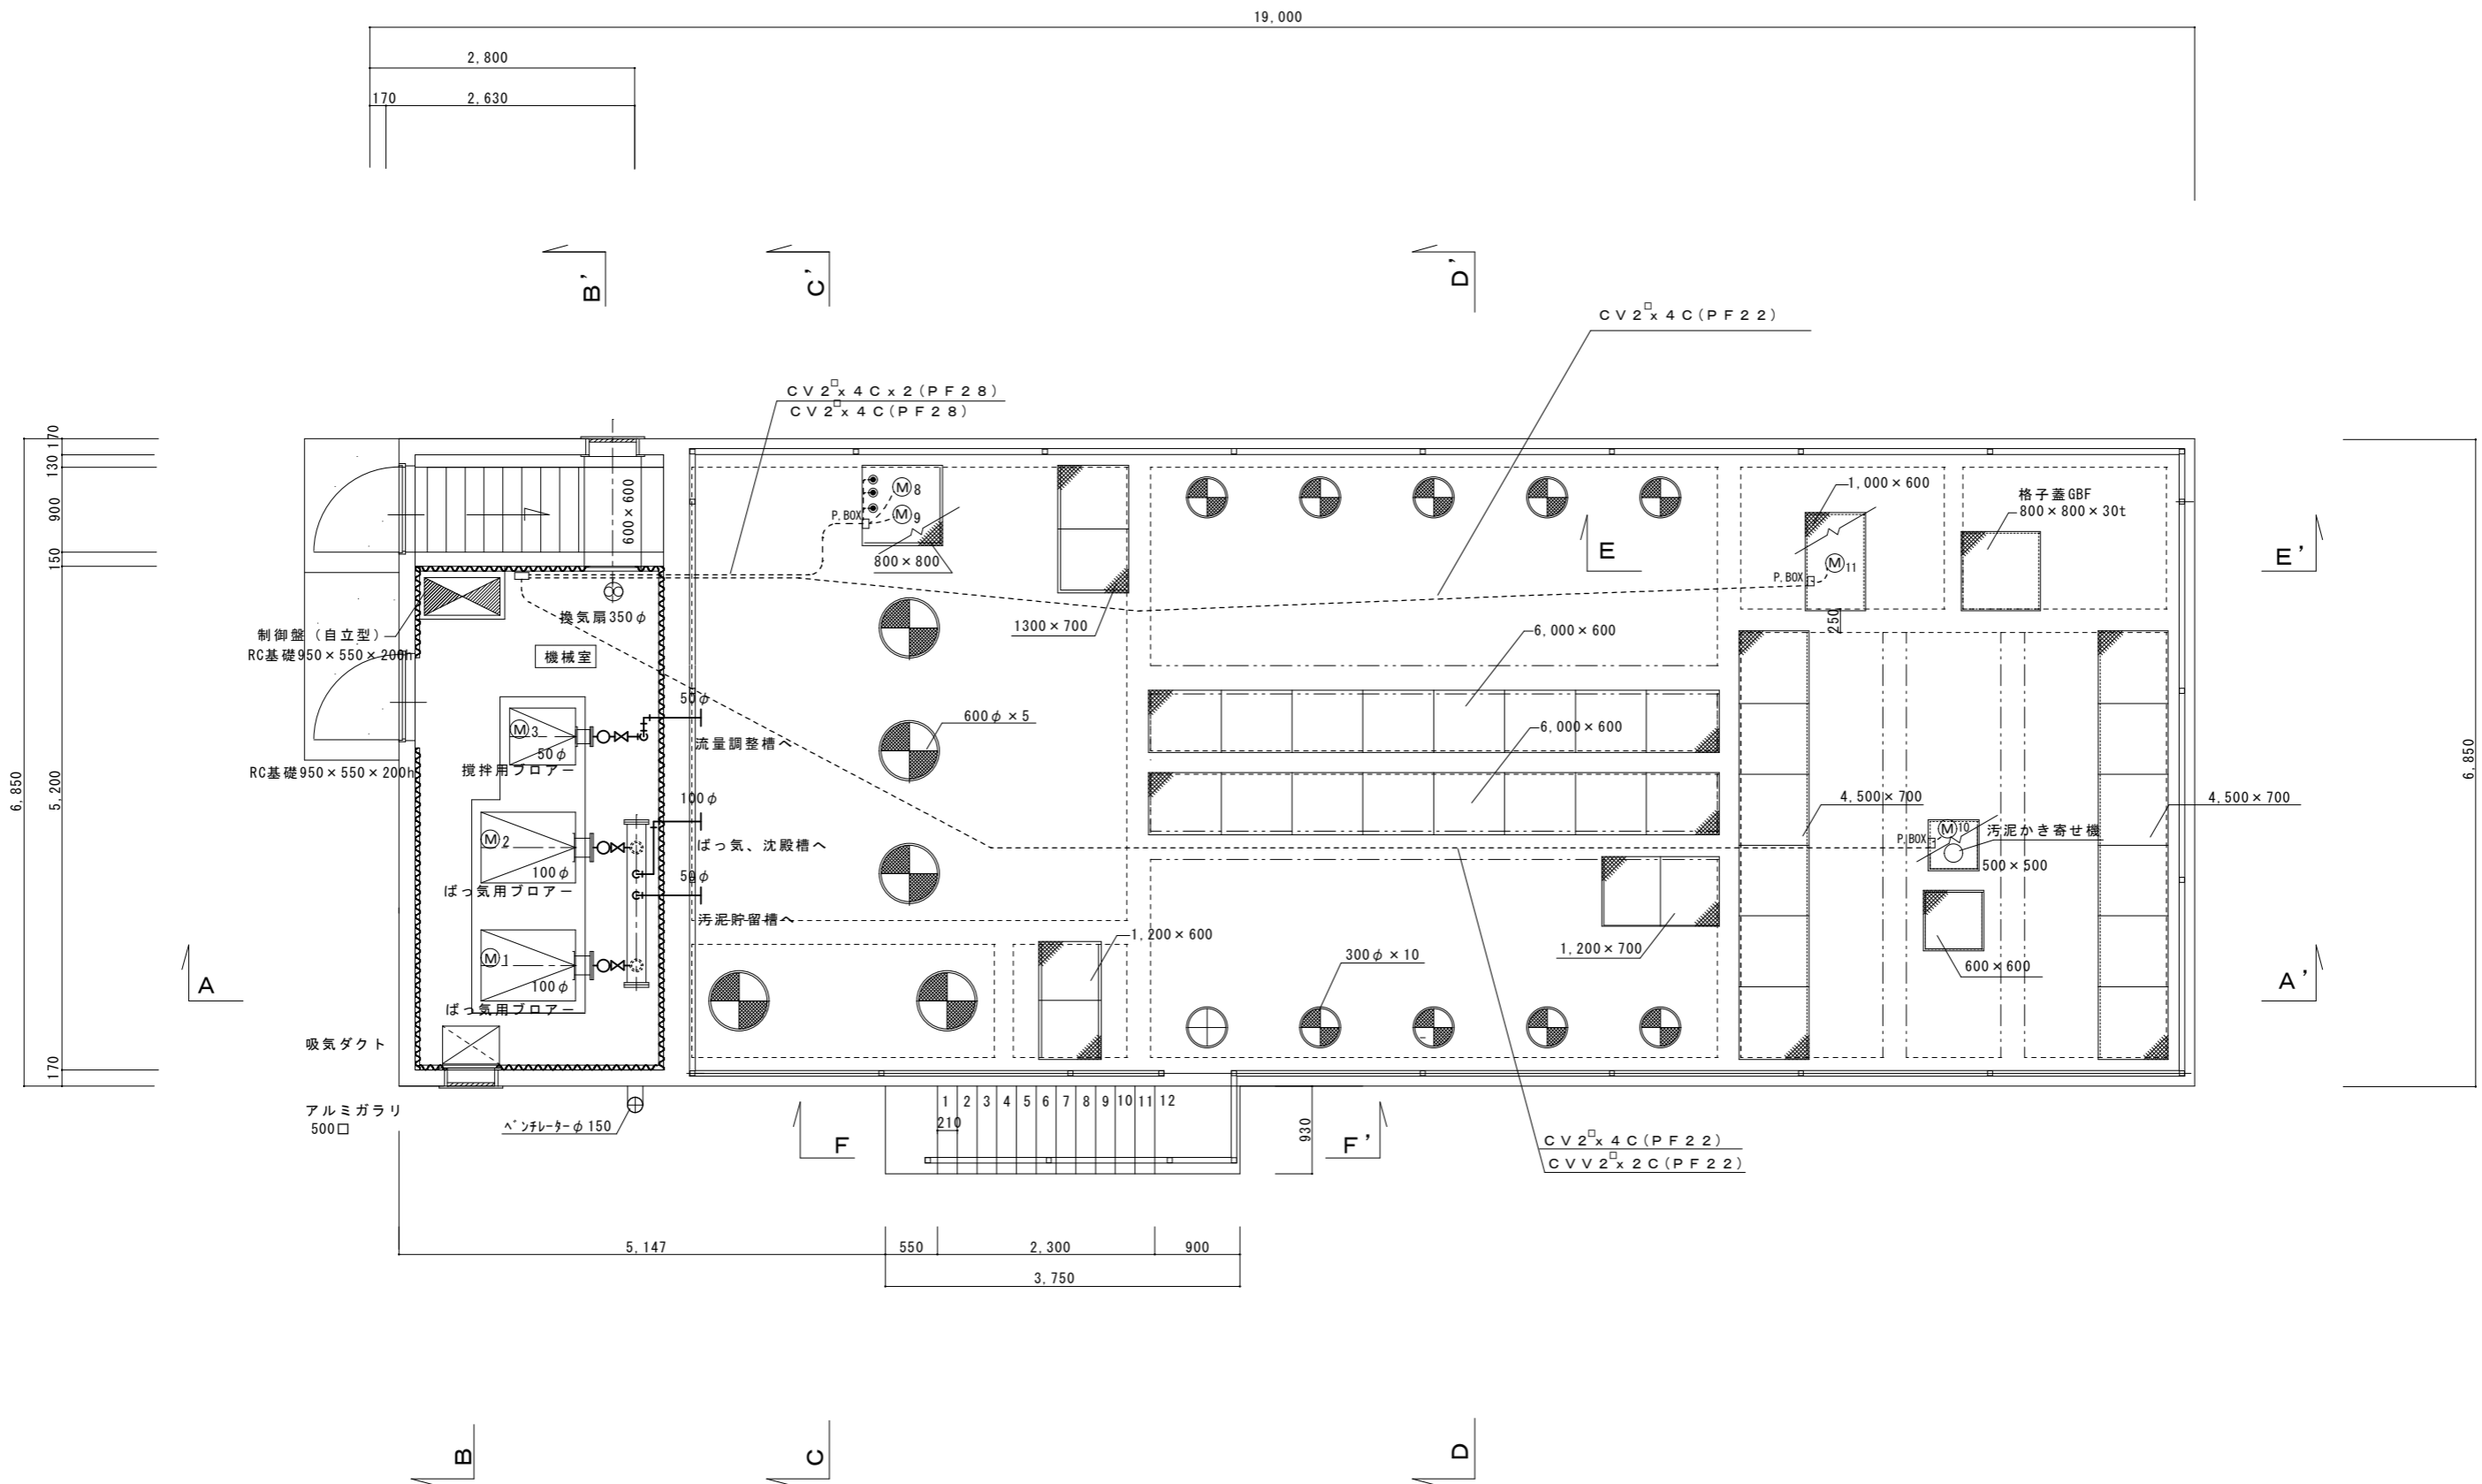 19,000
2,800
170
2,630
B'
C'
D'
CV2□x4C(PF22)
CV2□x4Cx2(PF28)
CV2□x4C(PF28)
170
130
900
150
5,200
170
6,850
6,850
600×600
M8
M9
P.BOX
800×800
1300×700
1,000×600
格子蓋GBF
800×800×30t
P.BOX
M11
250
E
E'
換気扇350φ
制御盤(自立型)
RC基礎950×550×200h
機械室
6,000×600
50φ
M3
50φ
流量調整槽へ
600φ×5
6,000×600
攪拌用ブロアー
RC基礎950×550×200h
100φ
4,500×700
4,500×700
M2
ばっ気、沈殿槽へ
100φ
M10
汚泥かき寄せ機
P.BOX
500×500
50φ
ばっ気用ブロアー
汚泥貯留槽へ
1,200×600
1,200×700
300φ×10
600×600
M1
100φ
ばっ気用ブロアー
A
A'
吸気ダクト
アルミガラリ
500□
ベンチレーターφ150
1 2 3 4 5 6 7 8 9 10 11 12
210
930
F
F'
CV2□x4C(PF22)
CVV2□x2C(PF22)
5,147
550
2,300
900
3,750
B
C
D